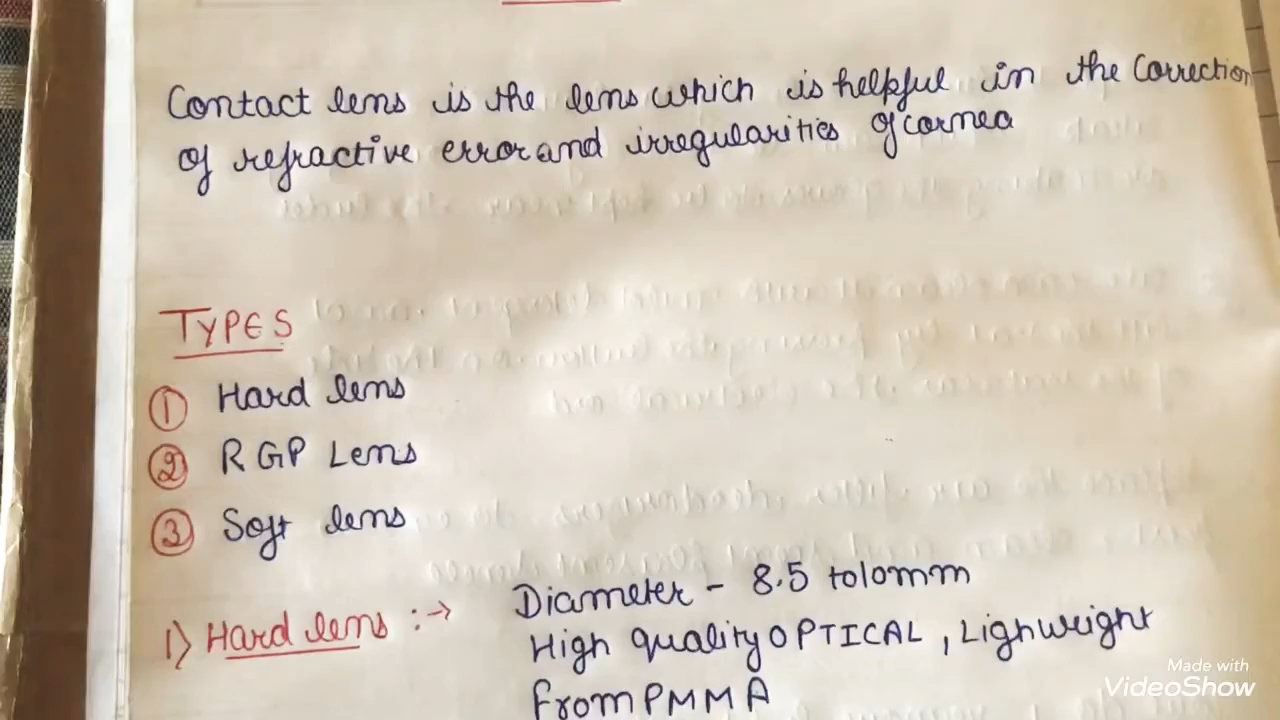 Contact lens is the lens which is helpful in the Correction
of refractive error and irregularities of cornea
TYPES
① Hard lens
② RGP Lens
③ Soft lens
1) Hard lens :→ Diameter - 8.5 to 10 mm
High quality OPTICAL, Lighweight
from PMMA
Made with
VideoShow